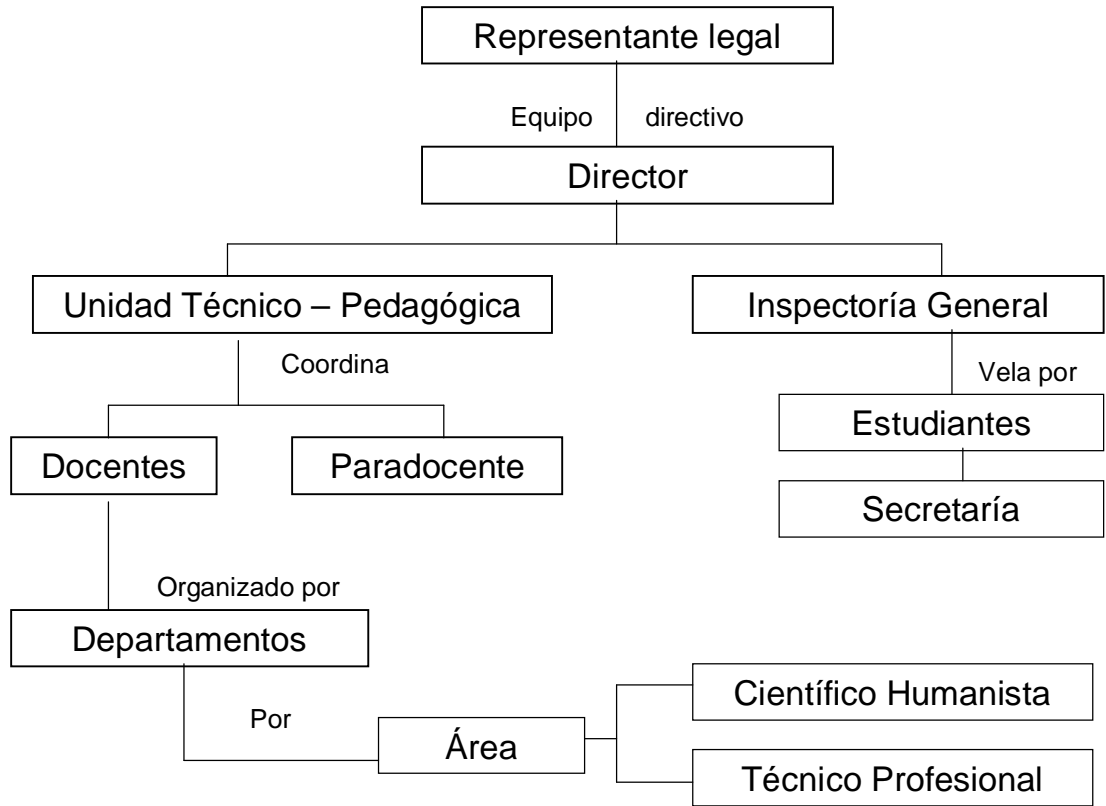 Representante legal
Equipo directivo
Director
Unidad Técnico – Pedagógica
Inspectoría General
Coordina
Vela por
Docentes
Paradocente
Estudiantes
Secretaría
Organizado por
Departamentos
Por
Área
Científico Humanista
Técnico Profesional